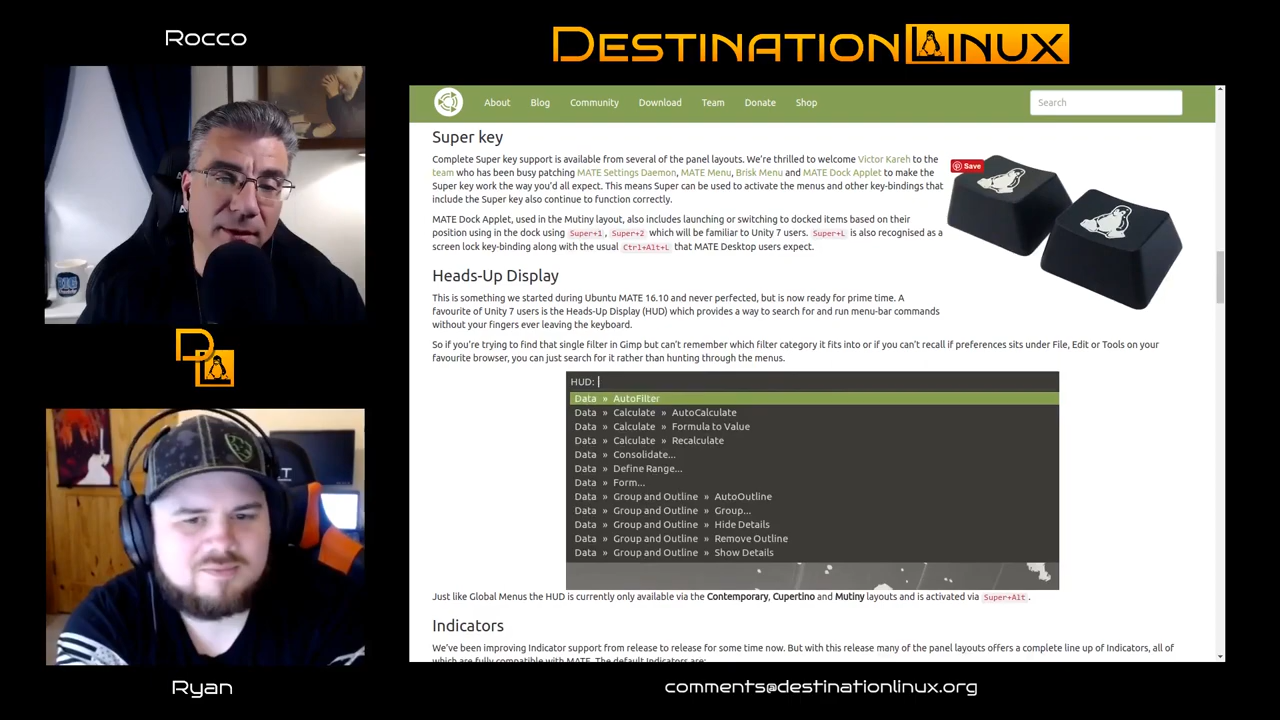 Rocco
DESTINATION LINUX
About Blog Community Download Team Donate Shop Search
Super key
Complete Super key support is available from several of the panel layouts. We're thrilled to welcome Victor Kareh to the
team who has been busy patching MATE Settings Daemon, MATE Menu, Brisk Menu and MATE Dock Applet to make the
Super key work the way you'd all expect. This means Super can be used to activate the menus and other key-bindings that
include the Super key also continue to function correctly.
Save
MATE Dock Applet, used in the Mutiny layout, also includes launching or switching to docked items based on their
position using in the dock using Super+1, Super+2 which will be familiar to Unity 7 users. Super+L is also recognised as a
screen lock key-binding along with the usual Ctrl+Alt+L that MATE Desktop users expect.
Heads-Up Display
This is something we started during Ubuntu MATE 16.10 and never perfected, but is now ready for prime time. A
favourite of Unity 7 users is the Heads-Up Display (HUD) which provides a way to search for and run menu-bar commands
without your fingers ever leaving the keyboard.
So if you're trying to find that single filter in Gimp but can't remember which filter category it fits into or if you can't recall if preferences sits under File, Edit or Tools on your
favourite browser, you can just search for it rather than hunting through the menus.
HUD:
Data » AutoFilter
Data » Calculate » AutoCalculate
Data » Calculate » Formula to Value
Data » Calculate » Recalculate
Data » Consolidate...
Data » Define Range...
Data » Form...
Data » Group and Outline » AutoOutline
Data » Group and Outline » Group...
Data » Group and Outline » Hide Details
Data » Group and Outline » Remove Outline
Data » Group and Outline » Show Details
Just like Global Menus the HUD is currently only available via the Contemporary, Cupertino and Mutiny layouts and is activated via Super+Alt.
Indicators
We've been improving Indicator support from release to release for some time now. But with this release many of the panel layouts offers a complete line up of Indicators, all of
which are fully compatible with MATE. The default Indicators are:
DL
Ryan
comments@destinationlinux.org